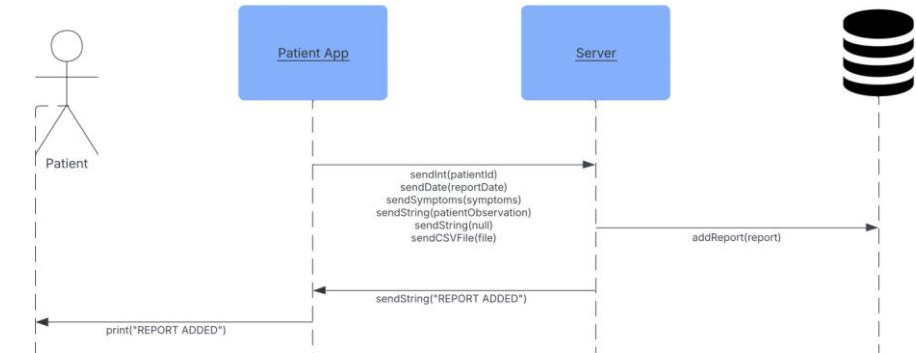 Patient App
Server
Patient
sendInt(patientId)
sendDate(reportDate)
sendSymptoms(symptoms)
sendString(patientObservation)
sendString(null)
sendCSVFile(file)
addReport(report)
sendString("REPORT ADDED")
print("REPORT ADDED")